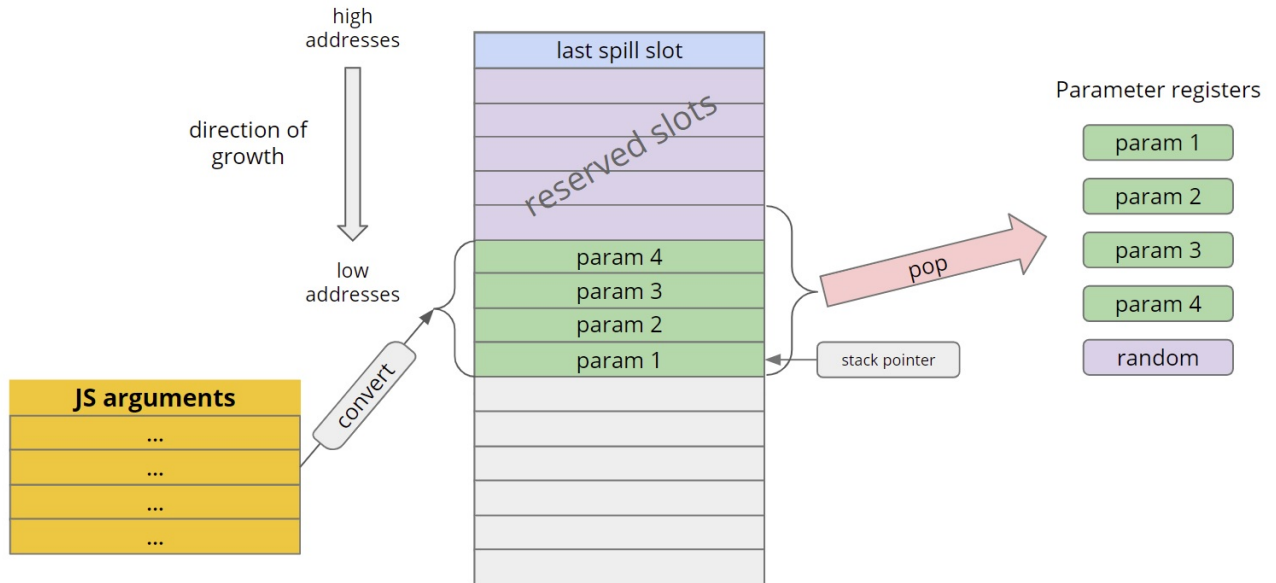 high
addresses
direction of
growth
low
addresses
JS arguments
...
...
...
...
convert
last spill slot
reserved slots
param 4
param 3
param 2
param 1
stack pointer
pop
Parameter registers
param 1
param 2
param 3
param 4
random